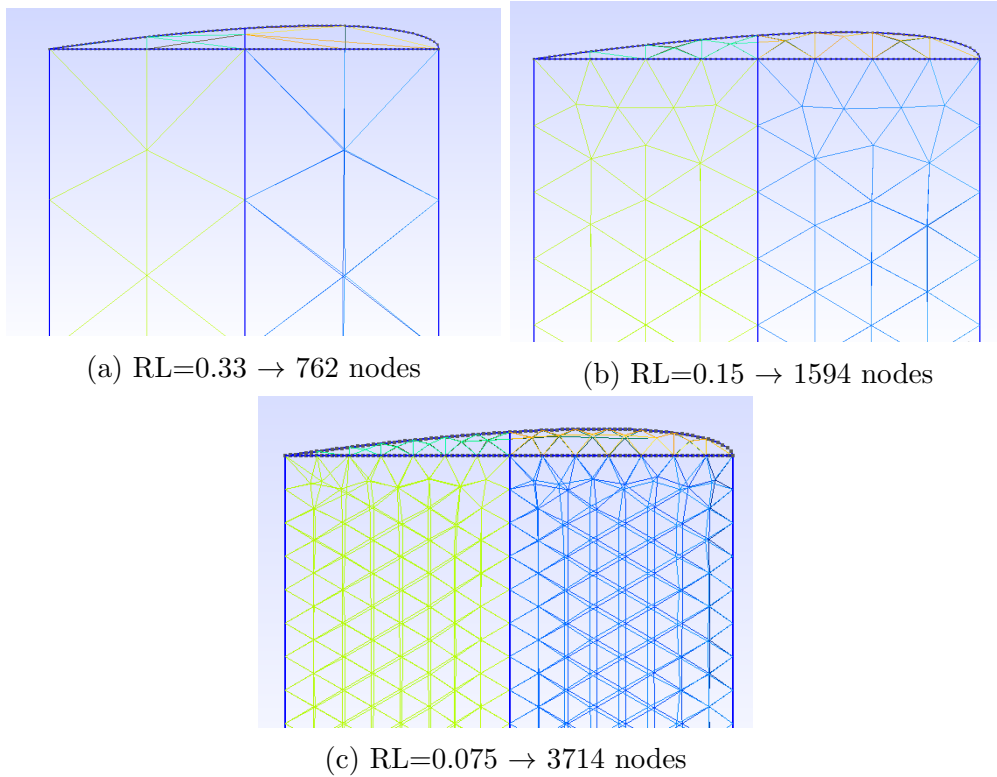 (a) RL=0.33 → 762 nodes
(b) RL=0.15 → 1594 nodes
(c) RL=0.075 → 3714 nodes